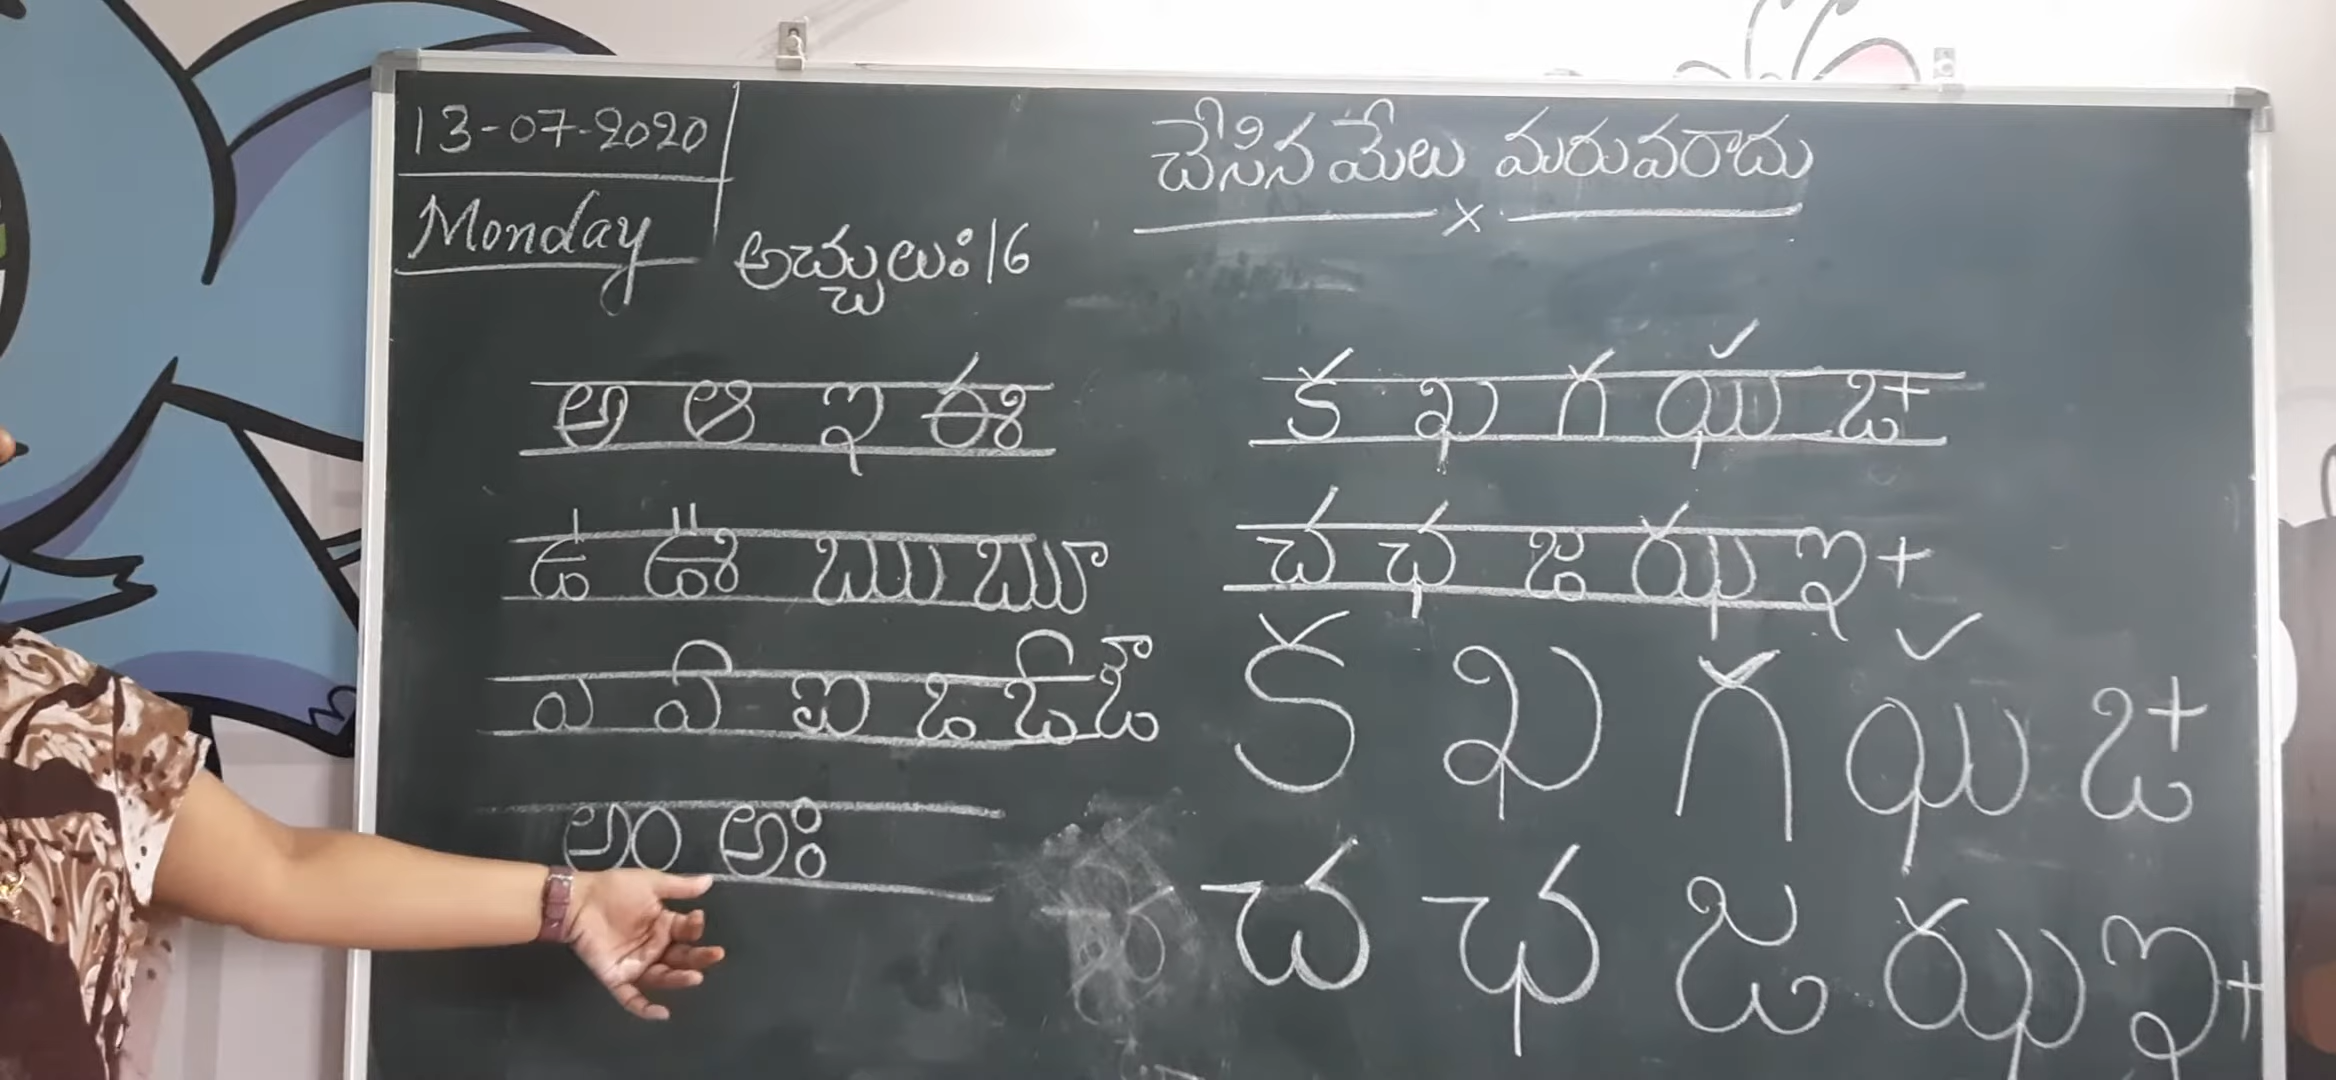 13-07-2020
Monday
చేసిన మేలు మరువరాదు
అచ్చులు: 16
అ ఆ ఇ ఈ
ఉ ఊ ఋ ౠ
ఎ ఏ ఐ ఒ ఓ ఔ
అం అః
క ఖ గ ఘ ఙ
చ ఛ జ ఝ ఞ
క ఖ గ ఘ ఙ
చ ఛ జ ఝ ఞ